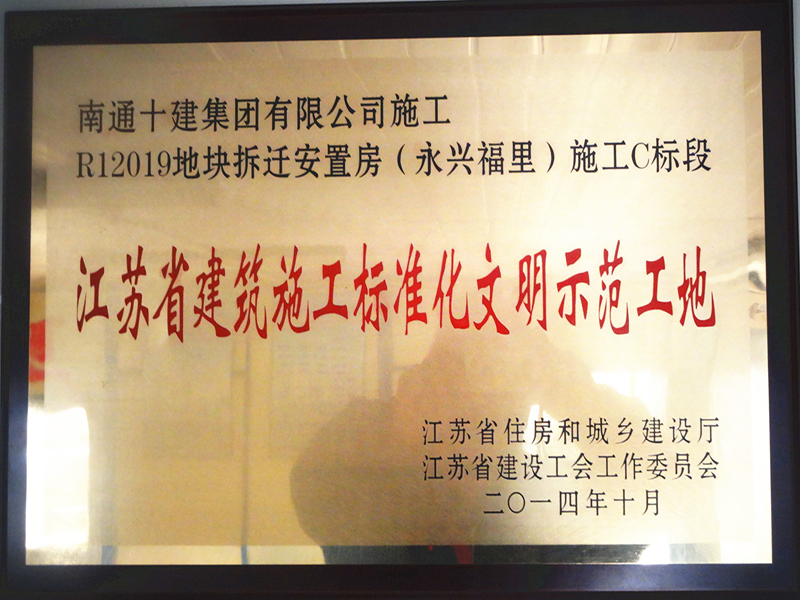 南通十建集团有限公司施工
R12019地块拆迁安置房（永兴福里）施工C标段
江苏省建筑施工标准化文明示范工地
江苏省住房和城乡建设厅
江苏省建设工会工作委员会
二〇一四年十月